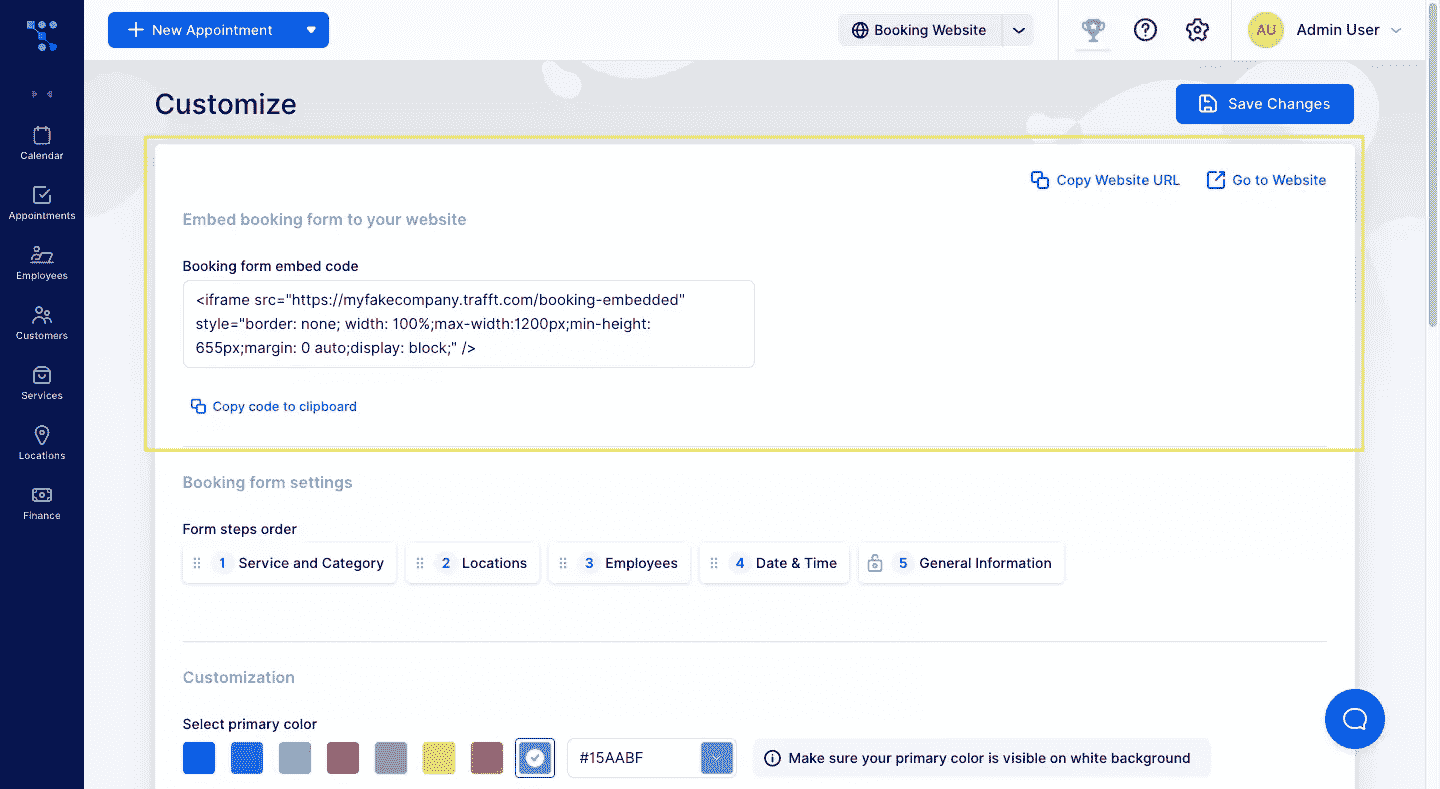 New Appointment
Booking Website
AU
Admin User
Calendar
Appointments
Employees
Customers
Services
Locations
Finance
Customize
Save Changes
Copy Website URL
Go to Website
Embed booking form to your website
Booking form embed code
<iframe src="https://myfakecompany.trafft.com/booking-embedded"
style="border: none; width: 100%;max-width:1200px;min-height:
655px;margin: 0 auto;display: block;" />
Copy code to clipboard
Booking form settings
Form steps order
1 Service and Category
2 Locations
3 Employees
4 Date & Time
5 General Information
Customization
Select primary color
#15AABF
Make sure your primary color is visible on white background